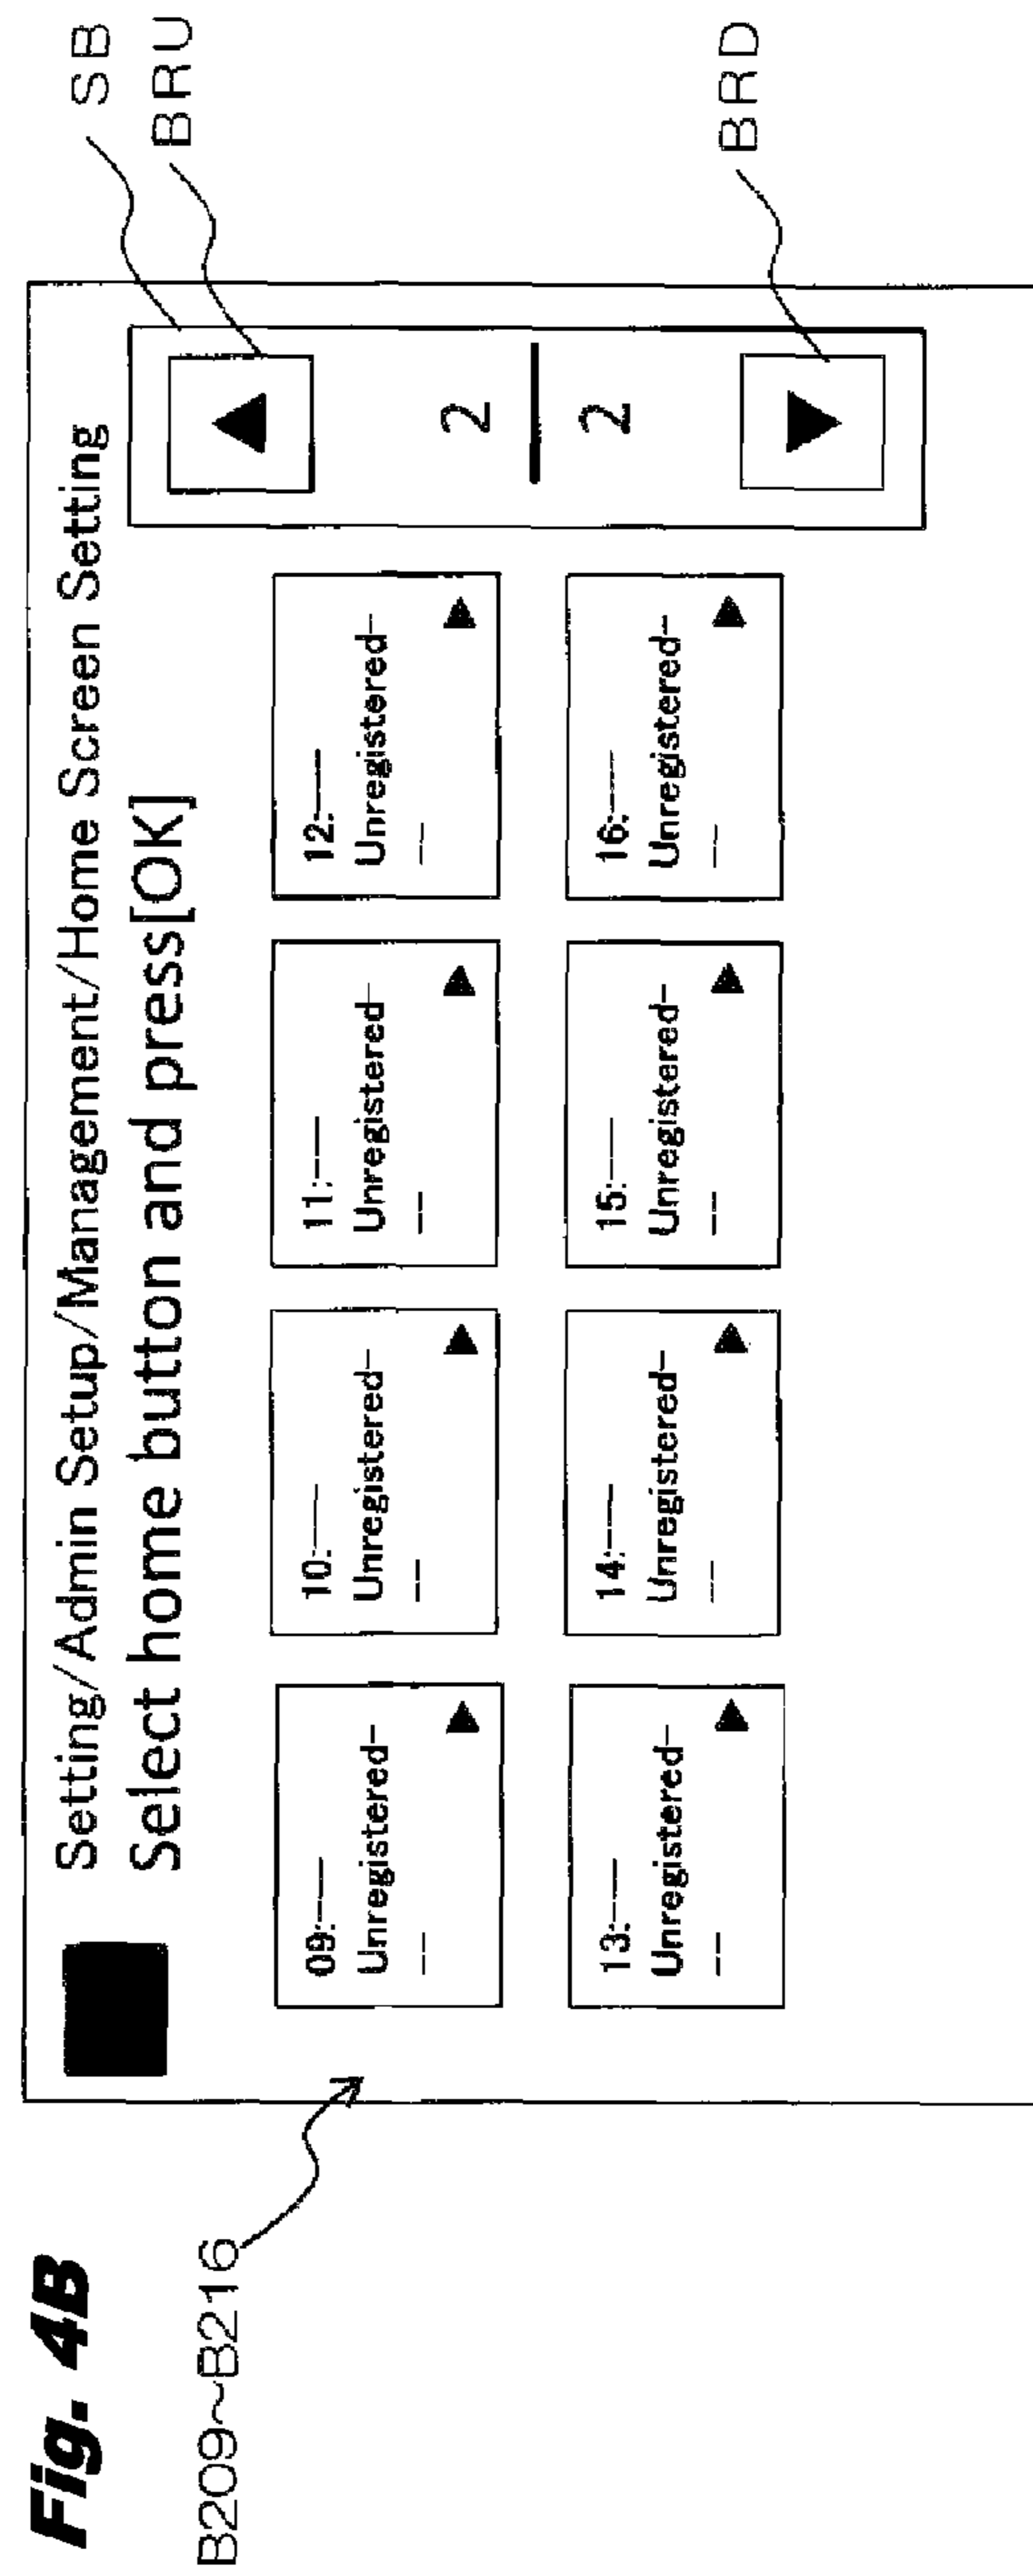 Fig. 4B
B209~B216
Setting/Admin Setup/Management/Home Screen Setting
Select home button and press[OK]
SB
BRU
BRD
2
2
09:----
Unregistered-
--
10:----
Unregistered-
--
11:----
Unregistered-
--
12:----
Unregistered-
--
13:----
Unregistered-
--
14:----
Unregistered-
--
15:----
Unregistered-
--
16:----
Unregistered-
--